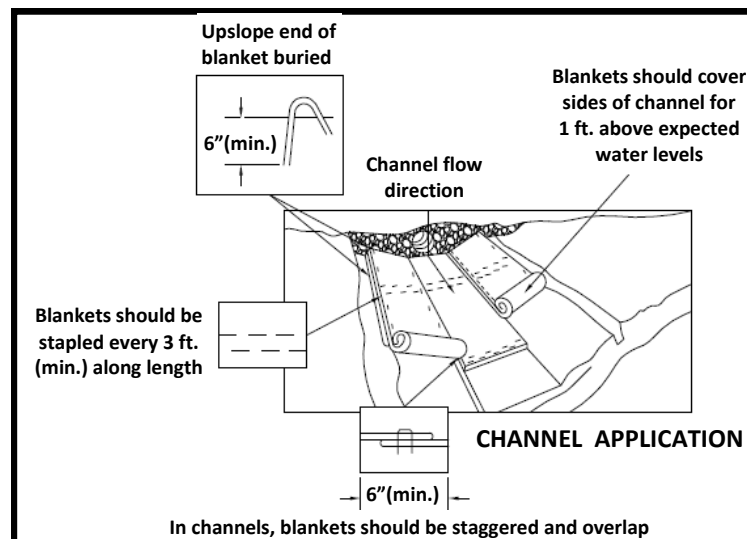 Upslope end of
blanket buried
6”(min.)
Blankets should cover
sides of channel for
1 ft. above expected
water levels
Channel flow
direction
Blankets should be
stapled every 3 ft.
(min.) along length
CHANNEL APPLICATION
6”(min.)
In channels, blankets should be staggered and overlap